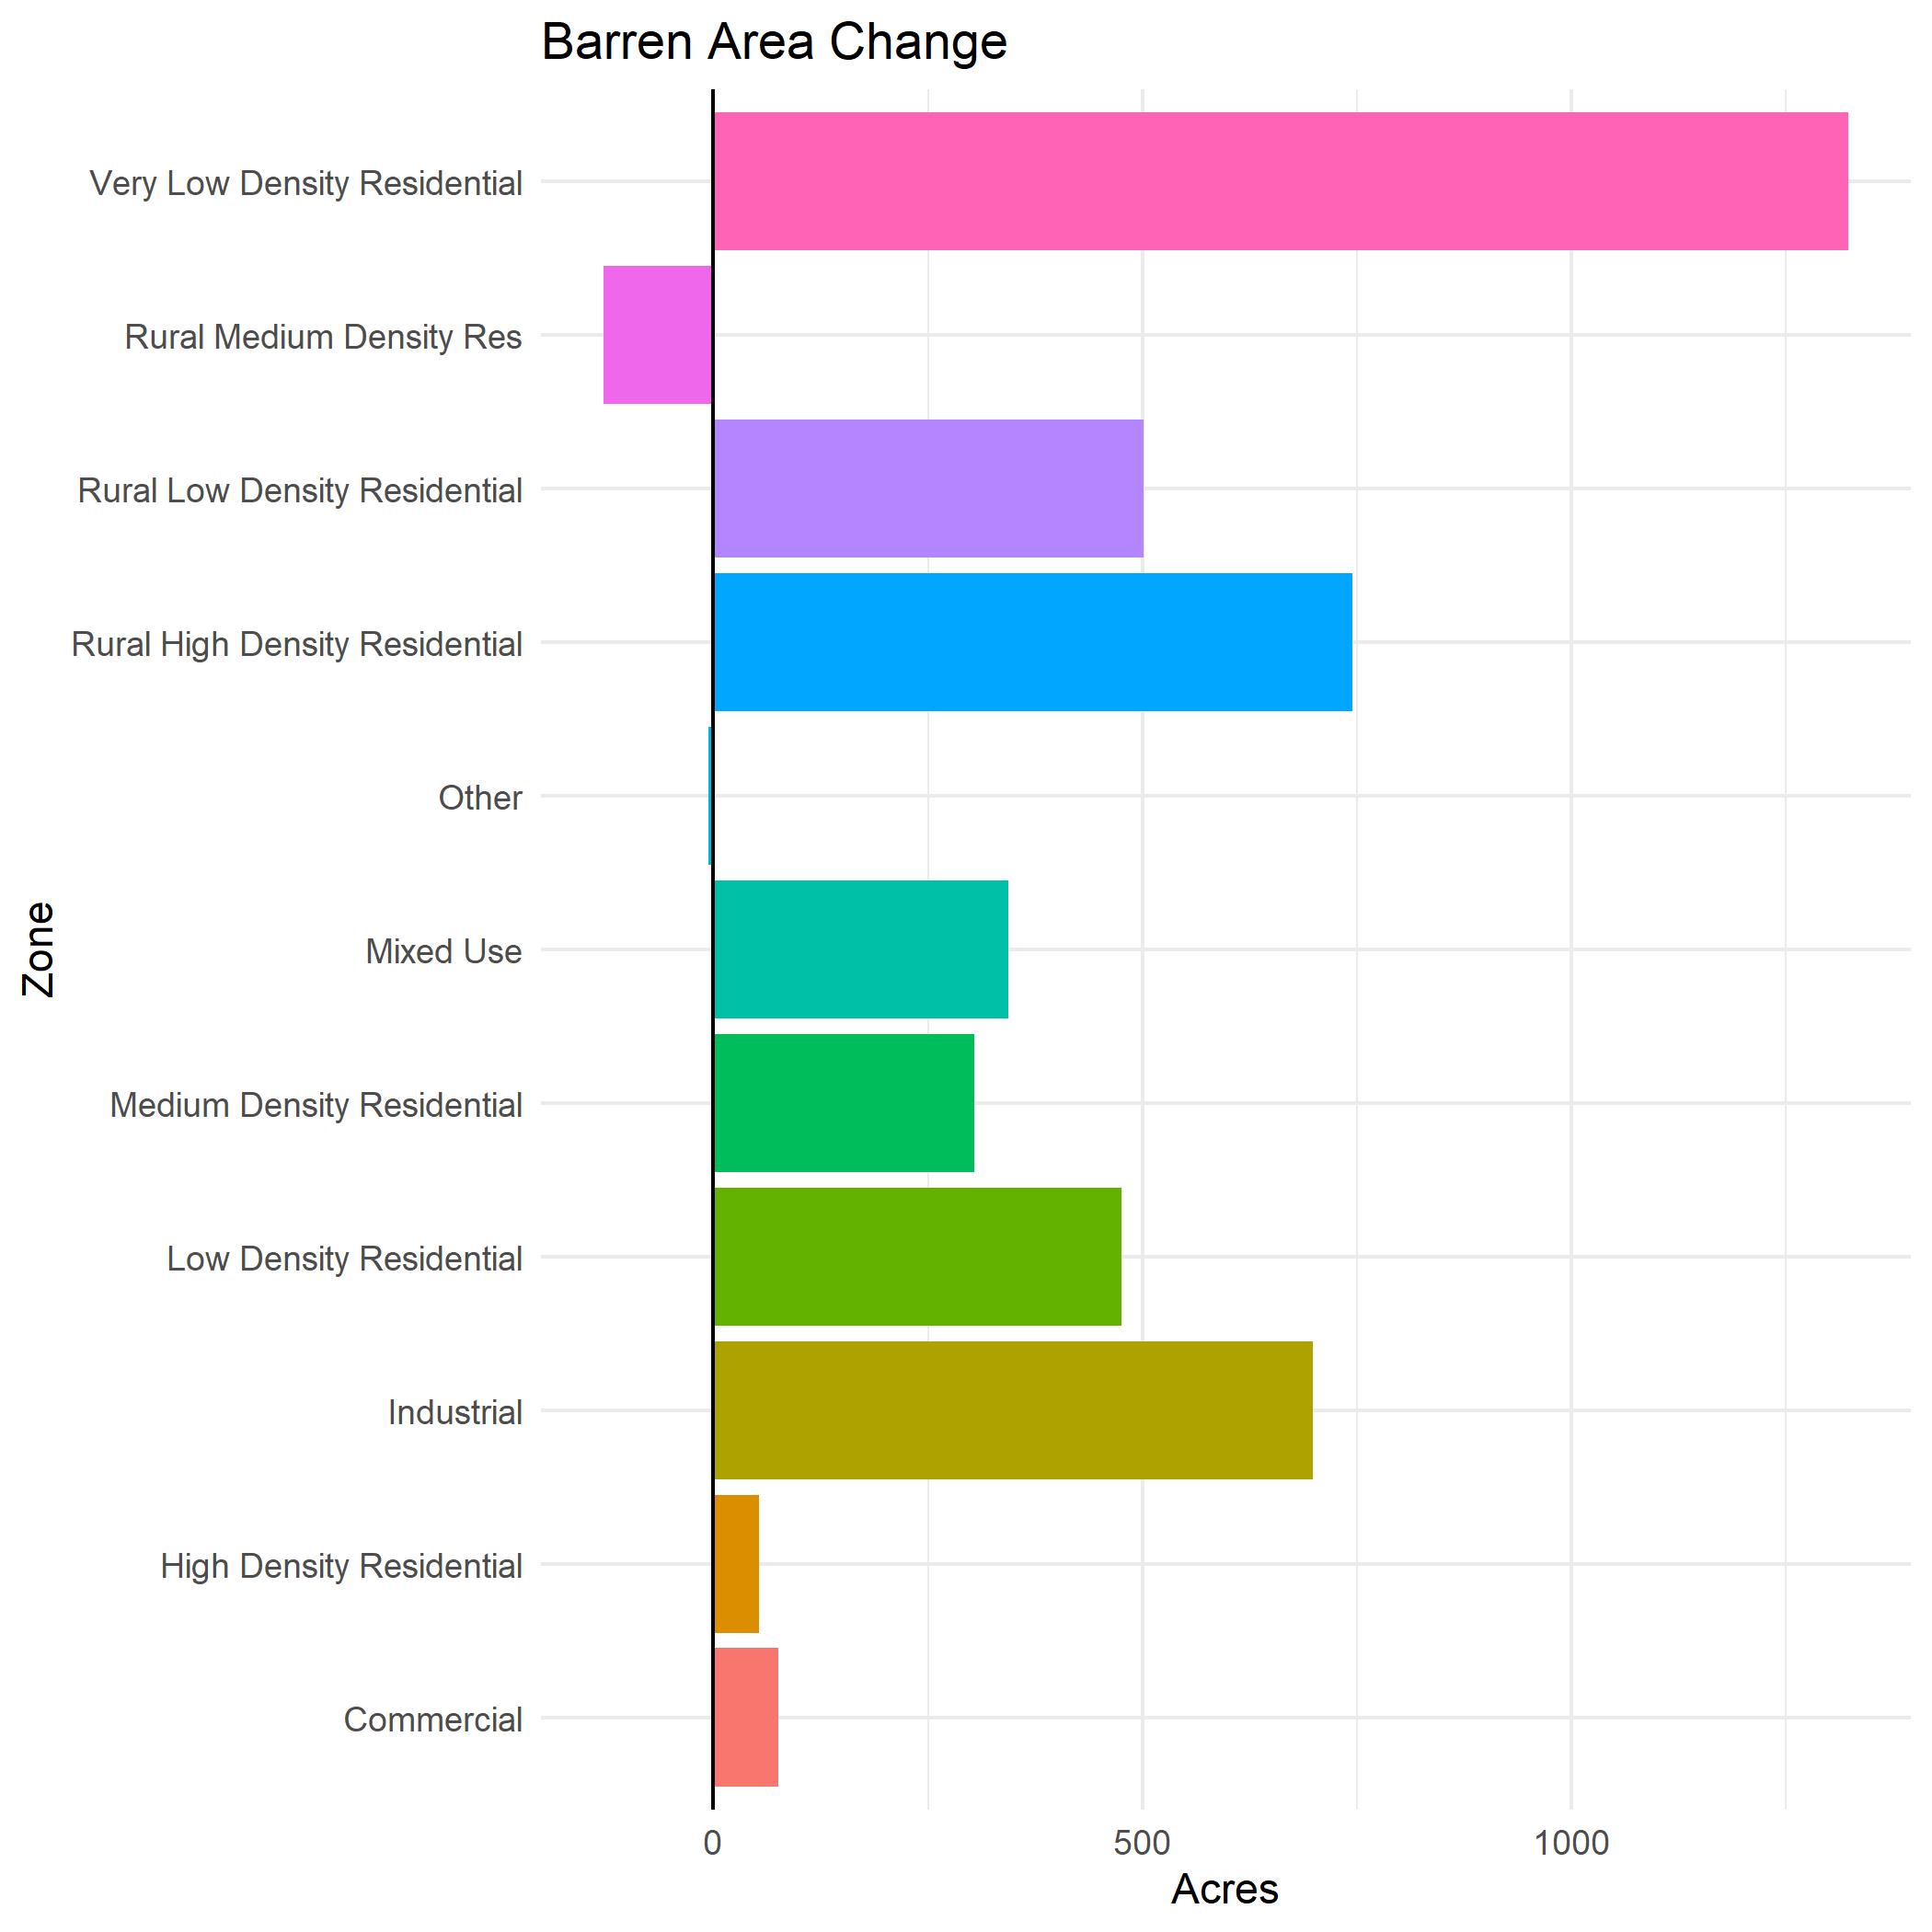 Barren Area Change
Zone
Very Low Density Residential
Rural Medium Density Res
Rural Low Density Residential
Rural High Density Residential
Other
Mixed Use
Medium Density Residential
Low Density Residential
Industrial
High Density Residential
Commercial
0 500 1000
Acres